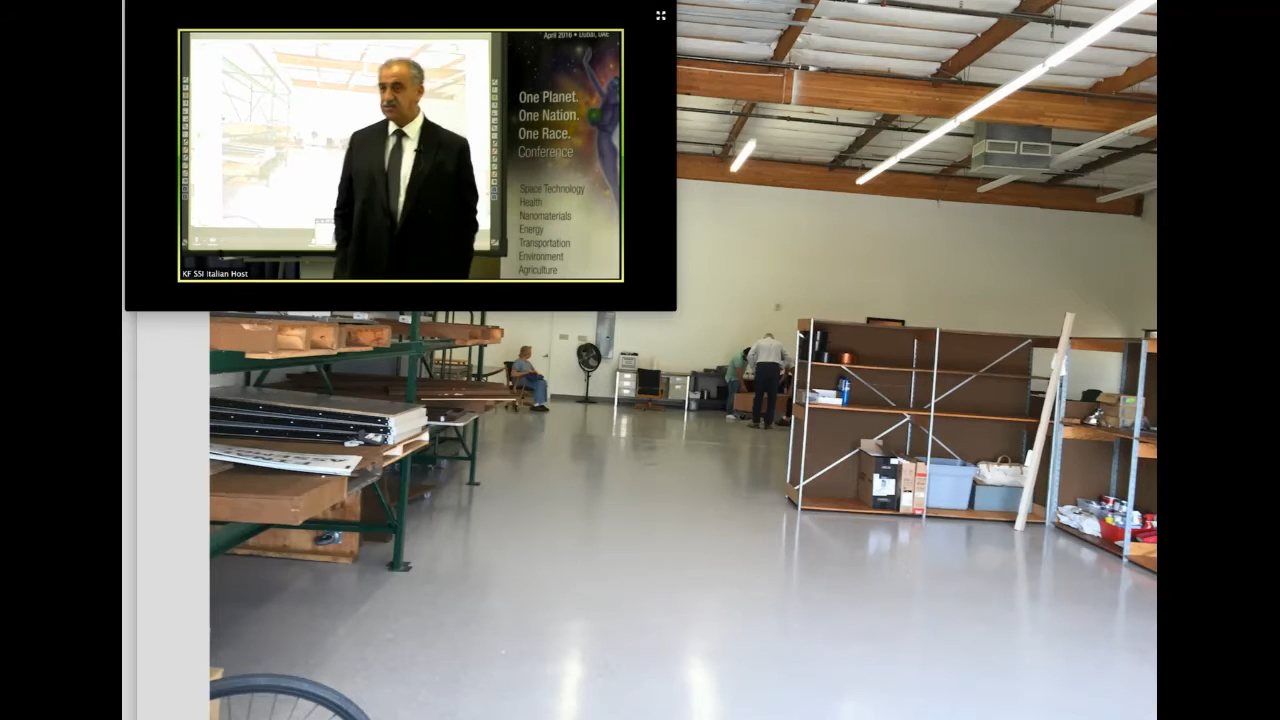 April 2016 • Dubai, UAE
One Planet.
One Nation.
One Race.
Conference
Space Technology
Health
Nanomaterials
Energy
Transportation
Environment
Agriculture
KF SSI Italian Host